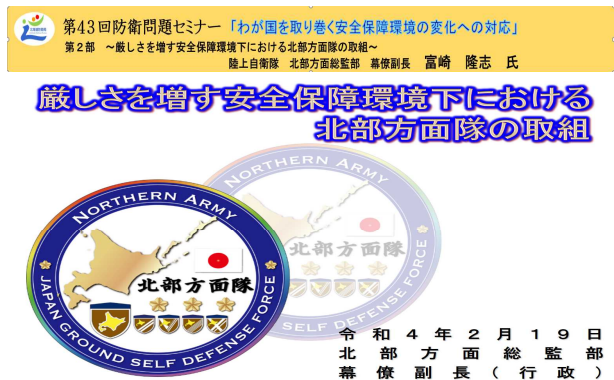 第43回防衛問題セミナー「わが国を取り巻く安全保障環境の変化への対応」
第2部 ～厳しさを増す安全保障環境下における北部方面隊の取組～
陸上自衛隊 北部方面総監部 幕僚副長 富崎 隆志 氏
厳しさを増す安全保障環境下における
北部方面隊の取組
NORTHERN ARMY
北部方面隊
JAPAN GROUND SELF DEFENSE FORCE
NORTHERN ARMY
北部方面隊
SELF DEFENSE FORCE
令和4年2月19日
北部方面総監部
幕僚副長(行政)